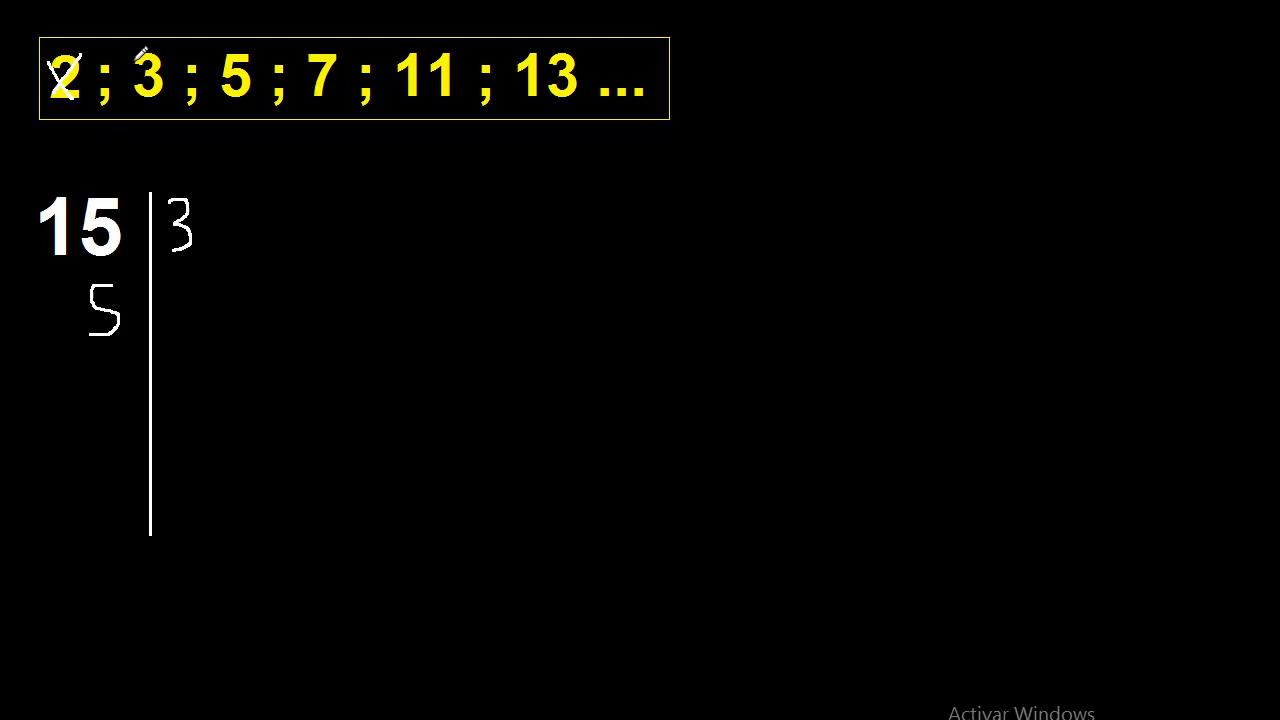 2 ; 3 ; 5 ; 7 ; 11 ; 13 ...
15 3
5
Activar Windows